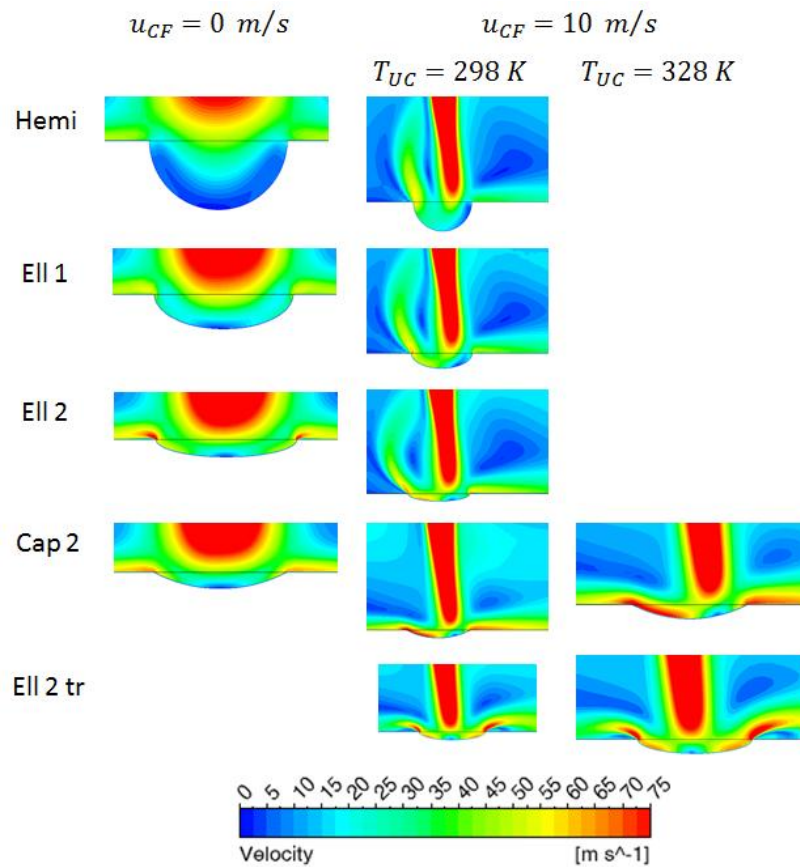 u_CF = 0 m/s u_CF = 10 m/s
T_UC = 298 K T_UC = 328 K
Hemi
Ell 1
Ell 2
Cap 2
Ell 2 tr
0 5 10 15 20 25 30 35 40 45 50 55 60 65 70 75
Velocity [m s^-1]